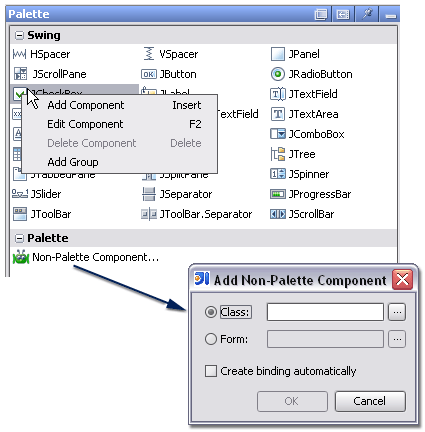 Palette
Swing
HSpacer VSpacer JPanel
JScrollPane JButton JRadioButton
JCheckBox JLabel JTextField
Add Component Insert TextField JTextArea
Edit Component F2 JComboBox
Delete Component Delete JTree
Add Group
JTabbedPane JSplitPane JSpinner
JSlider JSeparator JProgressBar
JToolBar JToolBar.Separator JScrollBar
Palette
Non-Palette Component...
Add Non-Palette Component
Class: ...
Form: ...
Create binding automatically
OK Cancel